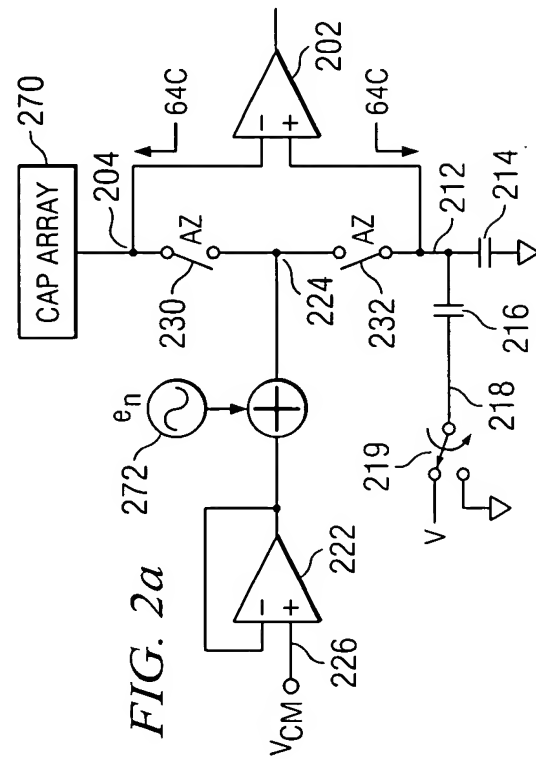 270
CAP ARRAY
204
64C
202
230
AZ
224
232
AZ
64C
212
214
216
218
219
V
e_n
272
222
226
V_CM
FIG. 2a
−
+
−
+